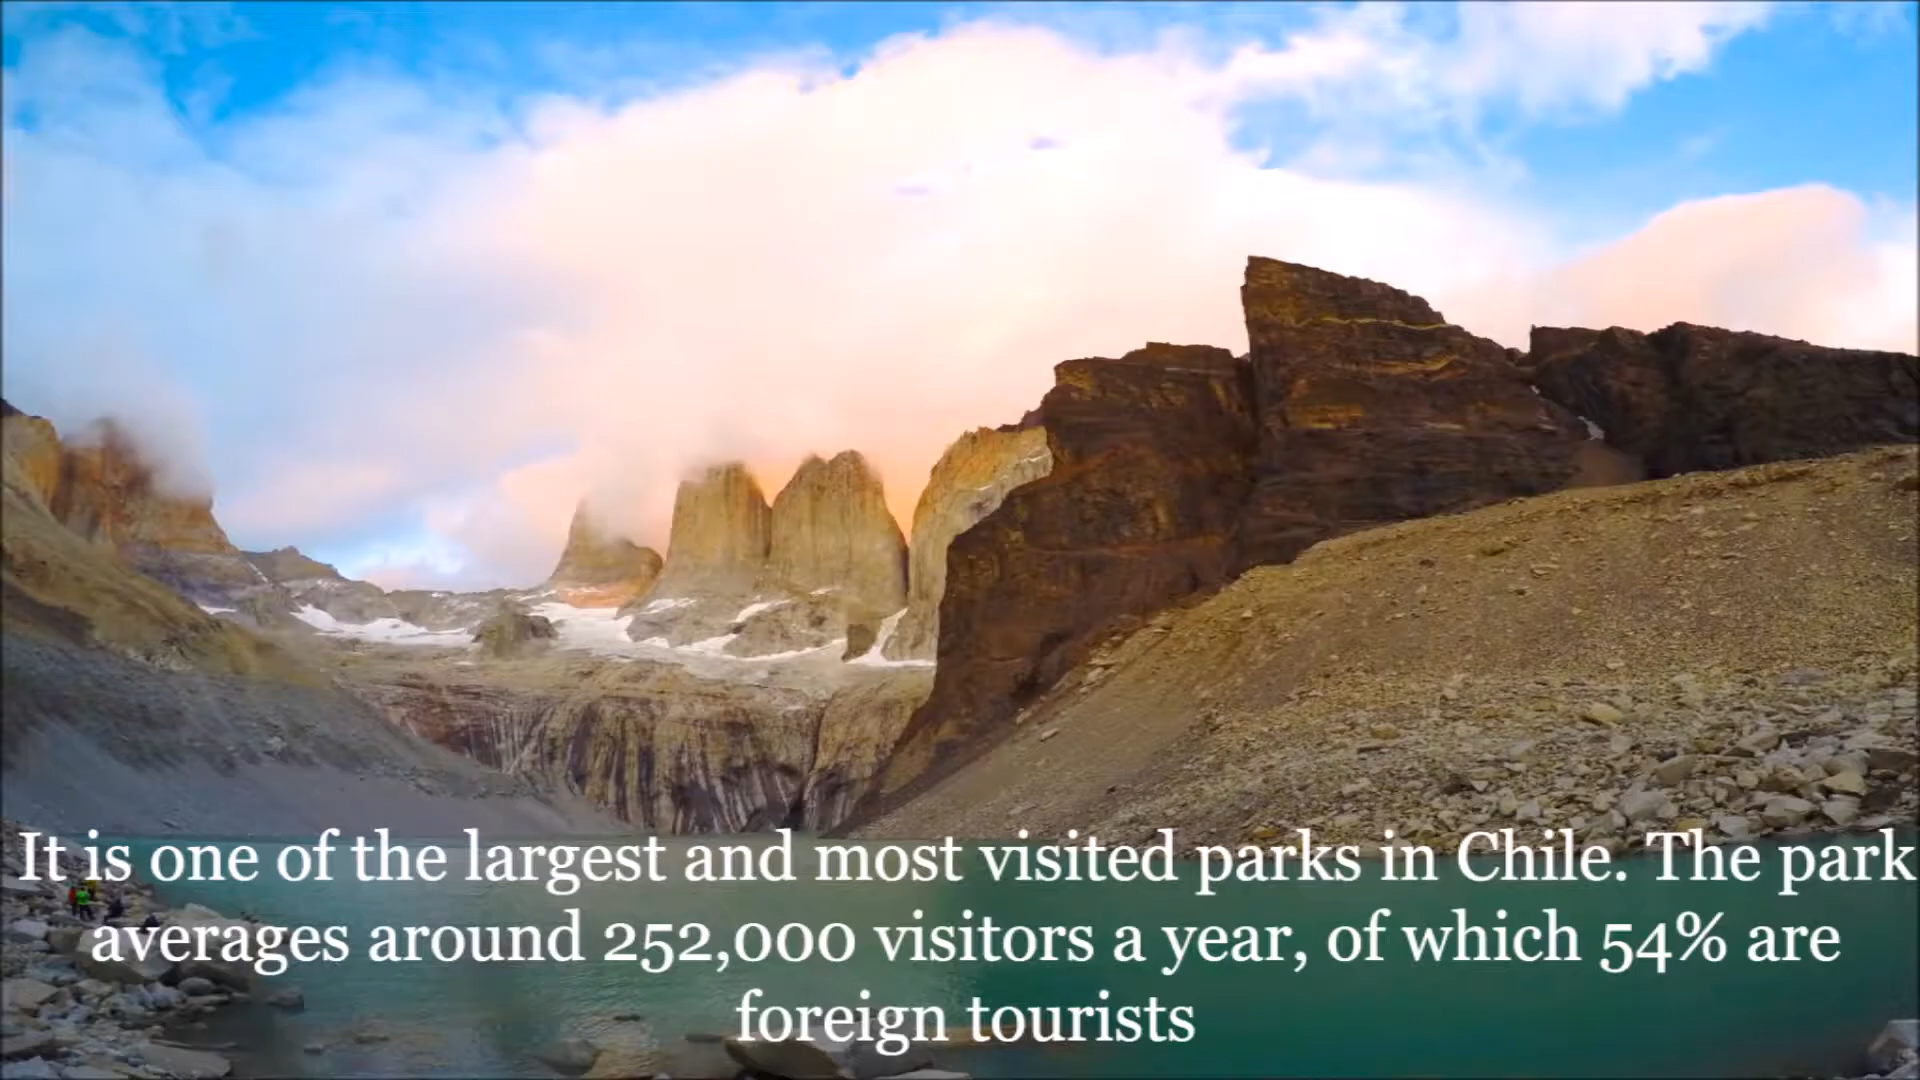 It is one of the largest and most visited parks in Chile. The park
averages around 252,000 visitors a year, of which 54% are
foreign tourists